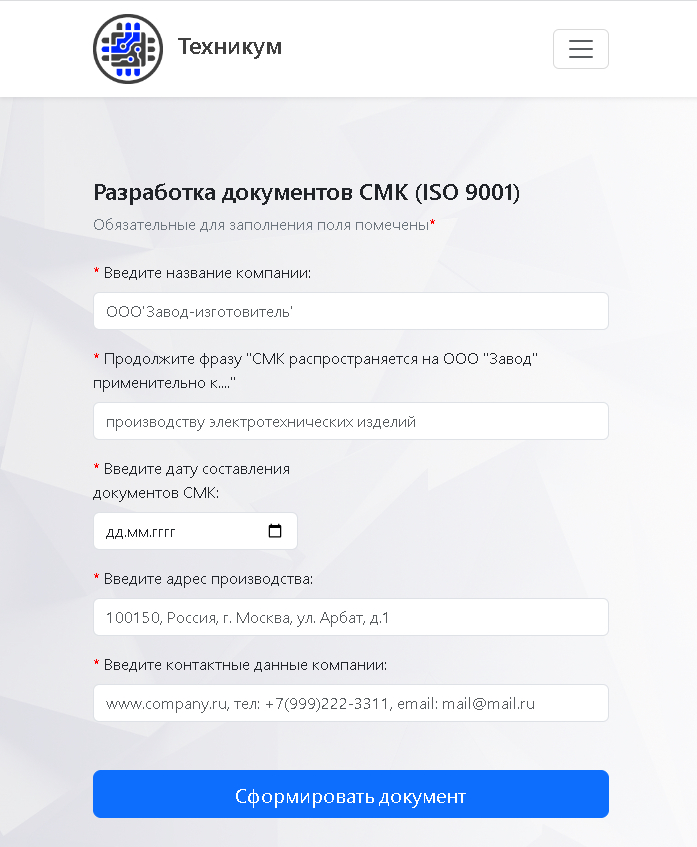 Техникум
Разработка документов СМК (ISO 9001)
Обязательные для заполнения поля помечены*
* Введите название компании:
ООО'Завод-изготовитель'
* Продолжите фразу "СМК распространяется на ООО "Завод"
применительно к...."
производству электротехнических изделий
* Введите дату составления
документов СМК:
дд.мм.гггг
* Введите адрес производства:
100150, Россия, г. Москва, ул. Арбат, д.1
* Введите контактные данные компании:
www.company.ru, тел: +7(999)222-3311, email: mail@mail.ru
Сформировать документ